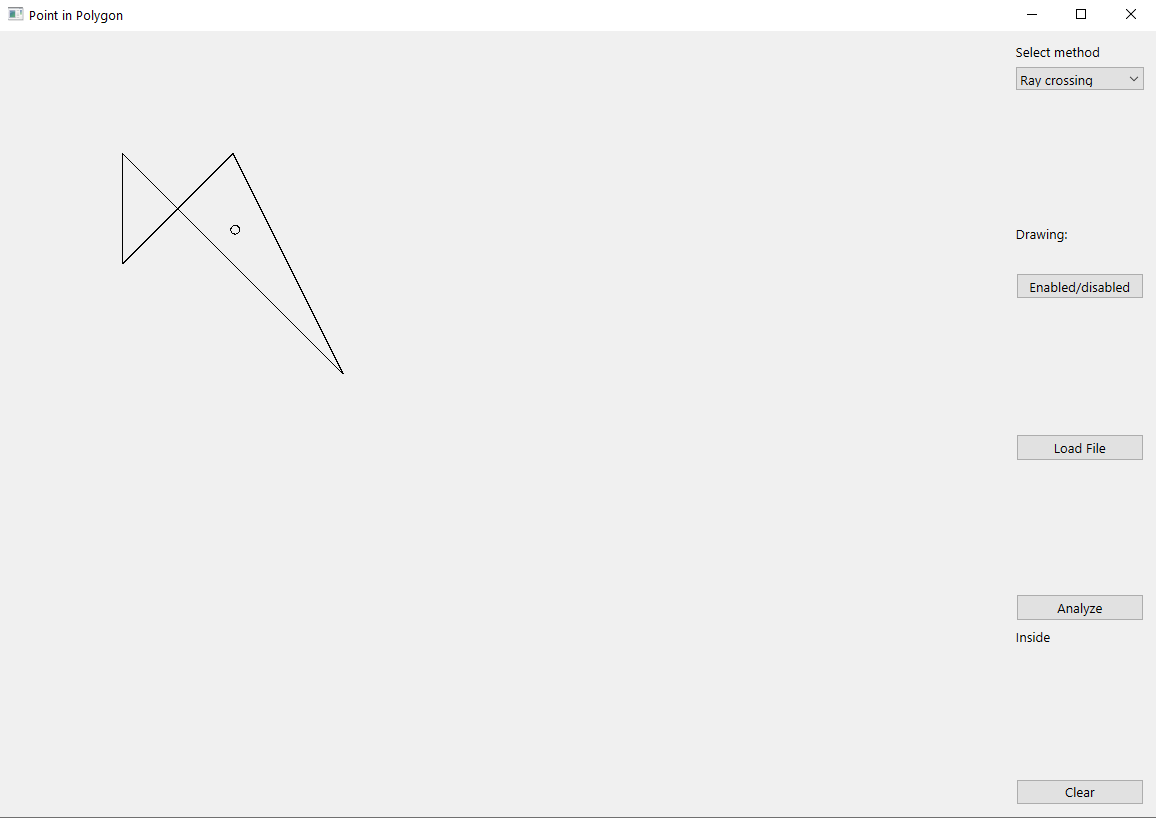 Point in Polygon
Select method
Ray crossing
Drawing:
Enabled/disabled
Load File
Analyze
Inside
Clear